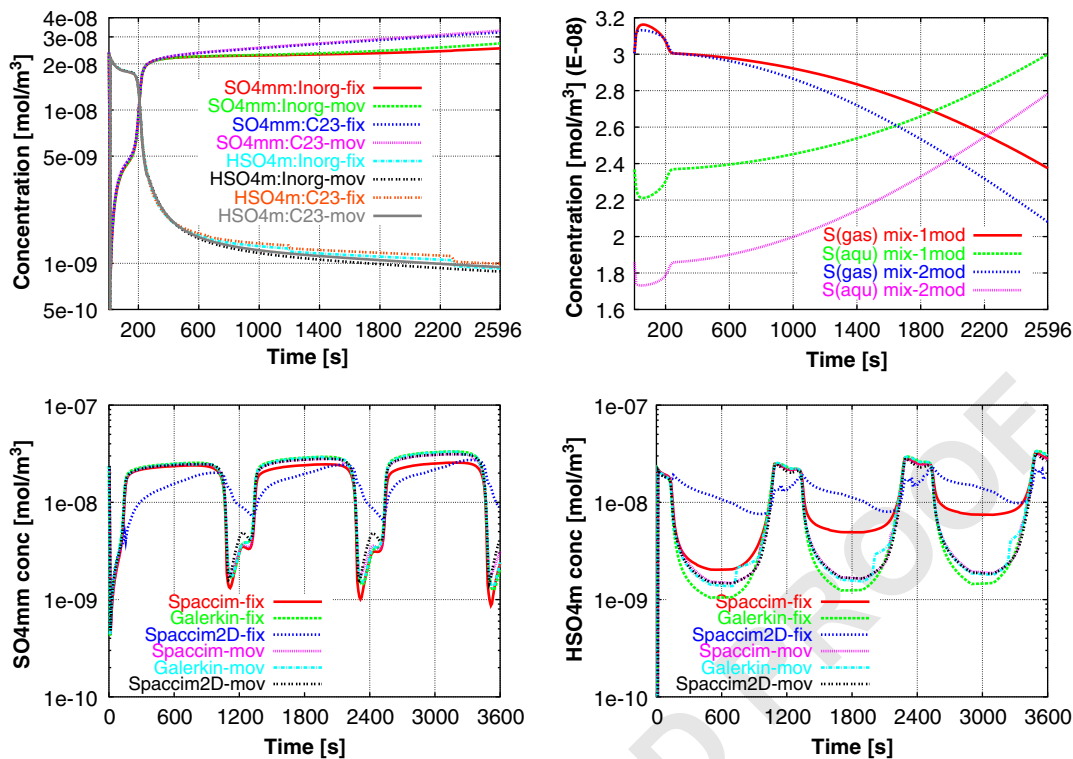 4e-08
3e-08
2e-08
1e-08
5e-09
1e-09
5e-10
Concentration [mol/m³]
SO4mm:Inorg-fix
SO4mm:Inorg-mov
SO4mm:C23-fix
SO4mm:C23-mov
HSO4m:Inorg-fix
HSO4m:Inorg-mov
HSO4m:C23-fix
HSO4m:C23-mov
200 600 1000 1400 1800 2200 2596
Time [s]
3.2
3
2.8
2.6
2.4
2.2
2
1.8
1.6
Concentration [mol/m³] (E-08)
S(gas) mix-1mod
S(aqu) mix-1mod
S(gas) mix-2mod
S(aqu) mix-2mod
200 600 1000 1400 1800 2200 2596
Time [s]
1e-07
1e-08
1e-09
1e-10
SO4mm conc [mol/m³]
Spaccim-fix
Galerkin-fix
Spaccim2D-fix
Spaccim-mov
Galerkin-mov
Spaccim2D-mov
0 600 1200 1800 2400 3000 3600
Time [s]
1e-07
1e-08
1e-09
1e-10
HSO4m conc [mol/m³]
Spaccim-fix
Galerkin-fix
Spaccim2D-fix
Spaccim-mov
Galerkin-mov
Spaccim2D-mov
0 600 1200 1800 2400 3000 3600
Time [s]
D PROOF